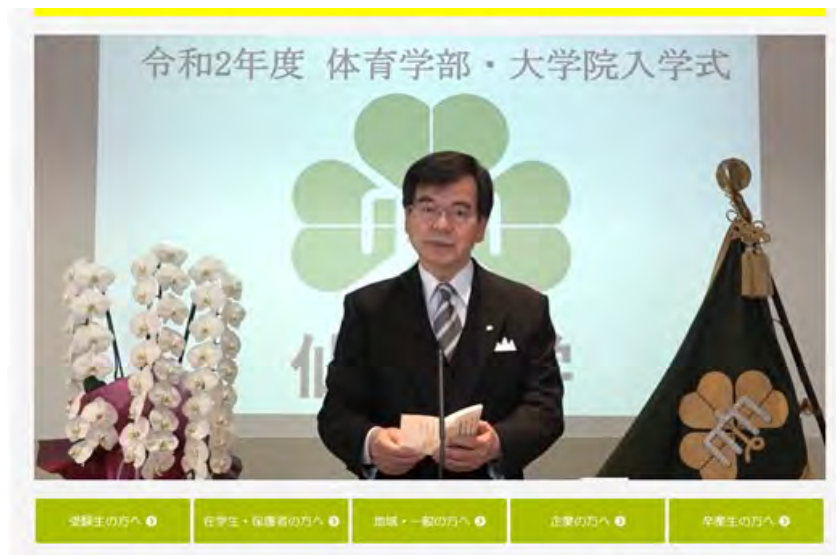 令和2年度 体育学部・大学院入学式
仙 学
受験生の方へ
在学生・保護者の方へ
地域・一般の方へ
企業の方へ
卒業生の方へ